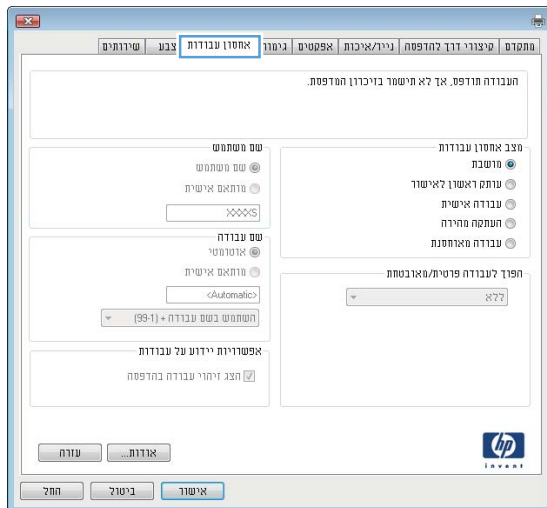 מתקדם
קיצורי דרך להדפסה
נייר/איכות
אפקטים
גימור
אחסון עבודות
צבע
שירותים
העבודה תודפס, אך לא תישמר בזיכרון המדפסת.
מצב אחסון עבודות
מושבת
עותק ראשון לאישור
עבודה אישית
העתקה מהירה
עבודה מאוחסנת
הפוך לעבודה פרטית/מאובטחת
ללא
שם משתמש
שם משתמש
מותאם אישית
XXXXS
שם עבודה
אוטומטי
מותאם אישית
<Automatic>
השתמש בשם עבודה + (99-1)
אפשרויות יידוע על עבודות
הצג זיהוי עבודה בהדפסה
hp
invent
אודות...
עזרה
אישור
ביטול
החל